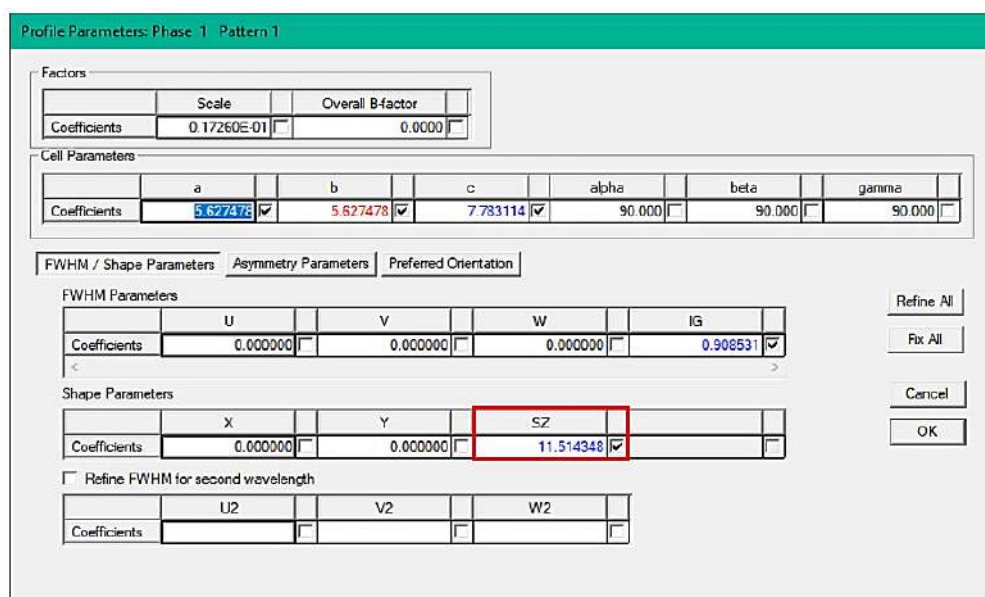 Profile Parameters: Phase 1 Pattern 1
Factors
Scale Overall B-factor
Coefficients 0.17260E-01 0.0000
Cell Parameters
a b c alpha beta gamma
Coefficients 5.627478 5.627478 7.783114 90.000 90.000 90.000
FWHM / Shape Parameters Asymmetry Parameters Preferred Orientation
FWHM Parameters
Refine All
U V W IG
Coefficients 0.000000 0.000000 0.000000 0.908531
Fix All
< >
Shape Parameters
Cancel
X Y SZ
Coefficients 0.000000 0.000000 11.514348
OK
Refine FWHM for second wavelength
U2 V2 W2
Coefficients